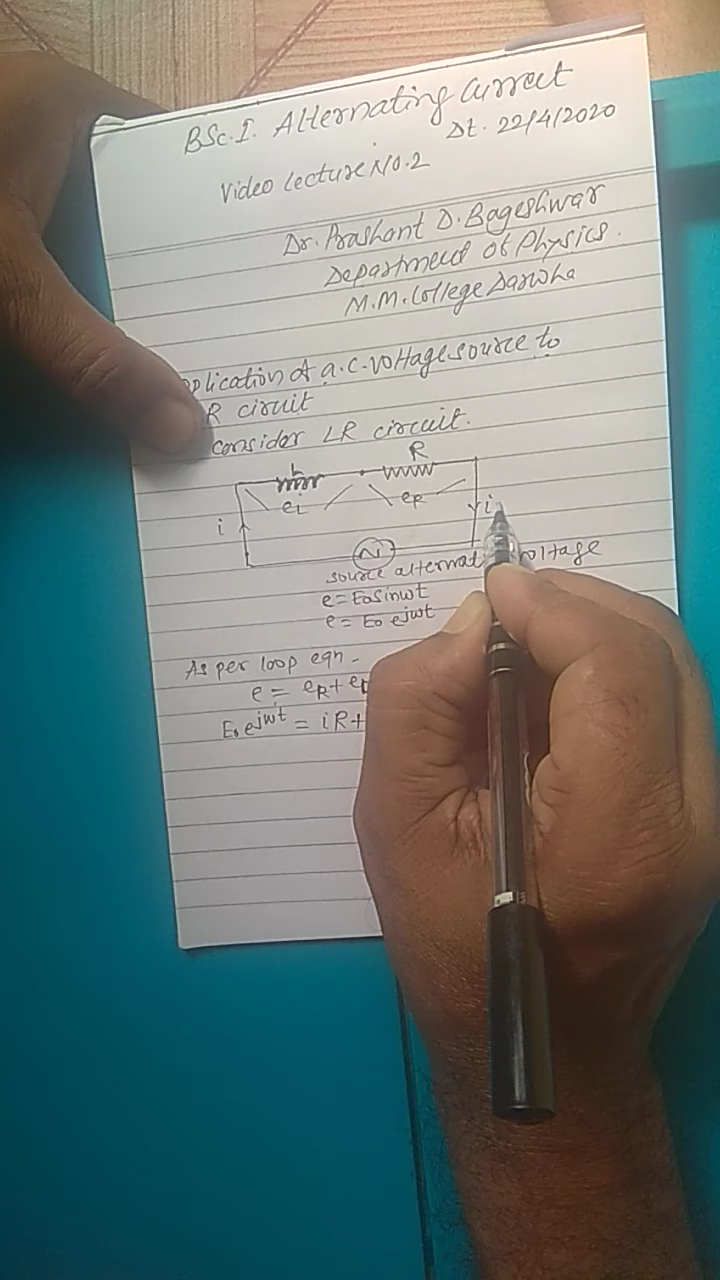 BSc.I. Alternating Current
Dt. 22/4/2020
Video Lecture No.2
Dr. Prashant D. Bageshwar
Department of Physics.
M.M.College Darwha
plication of a.c. voltage source to
R ciruit
consider LR circuit.
L R
eL eR
i i
N
source alternat voltage
e = E0 sinwt
e = E0 ejwt
As per loop eqn -
e = eR + e
E0 ejwt = iR +